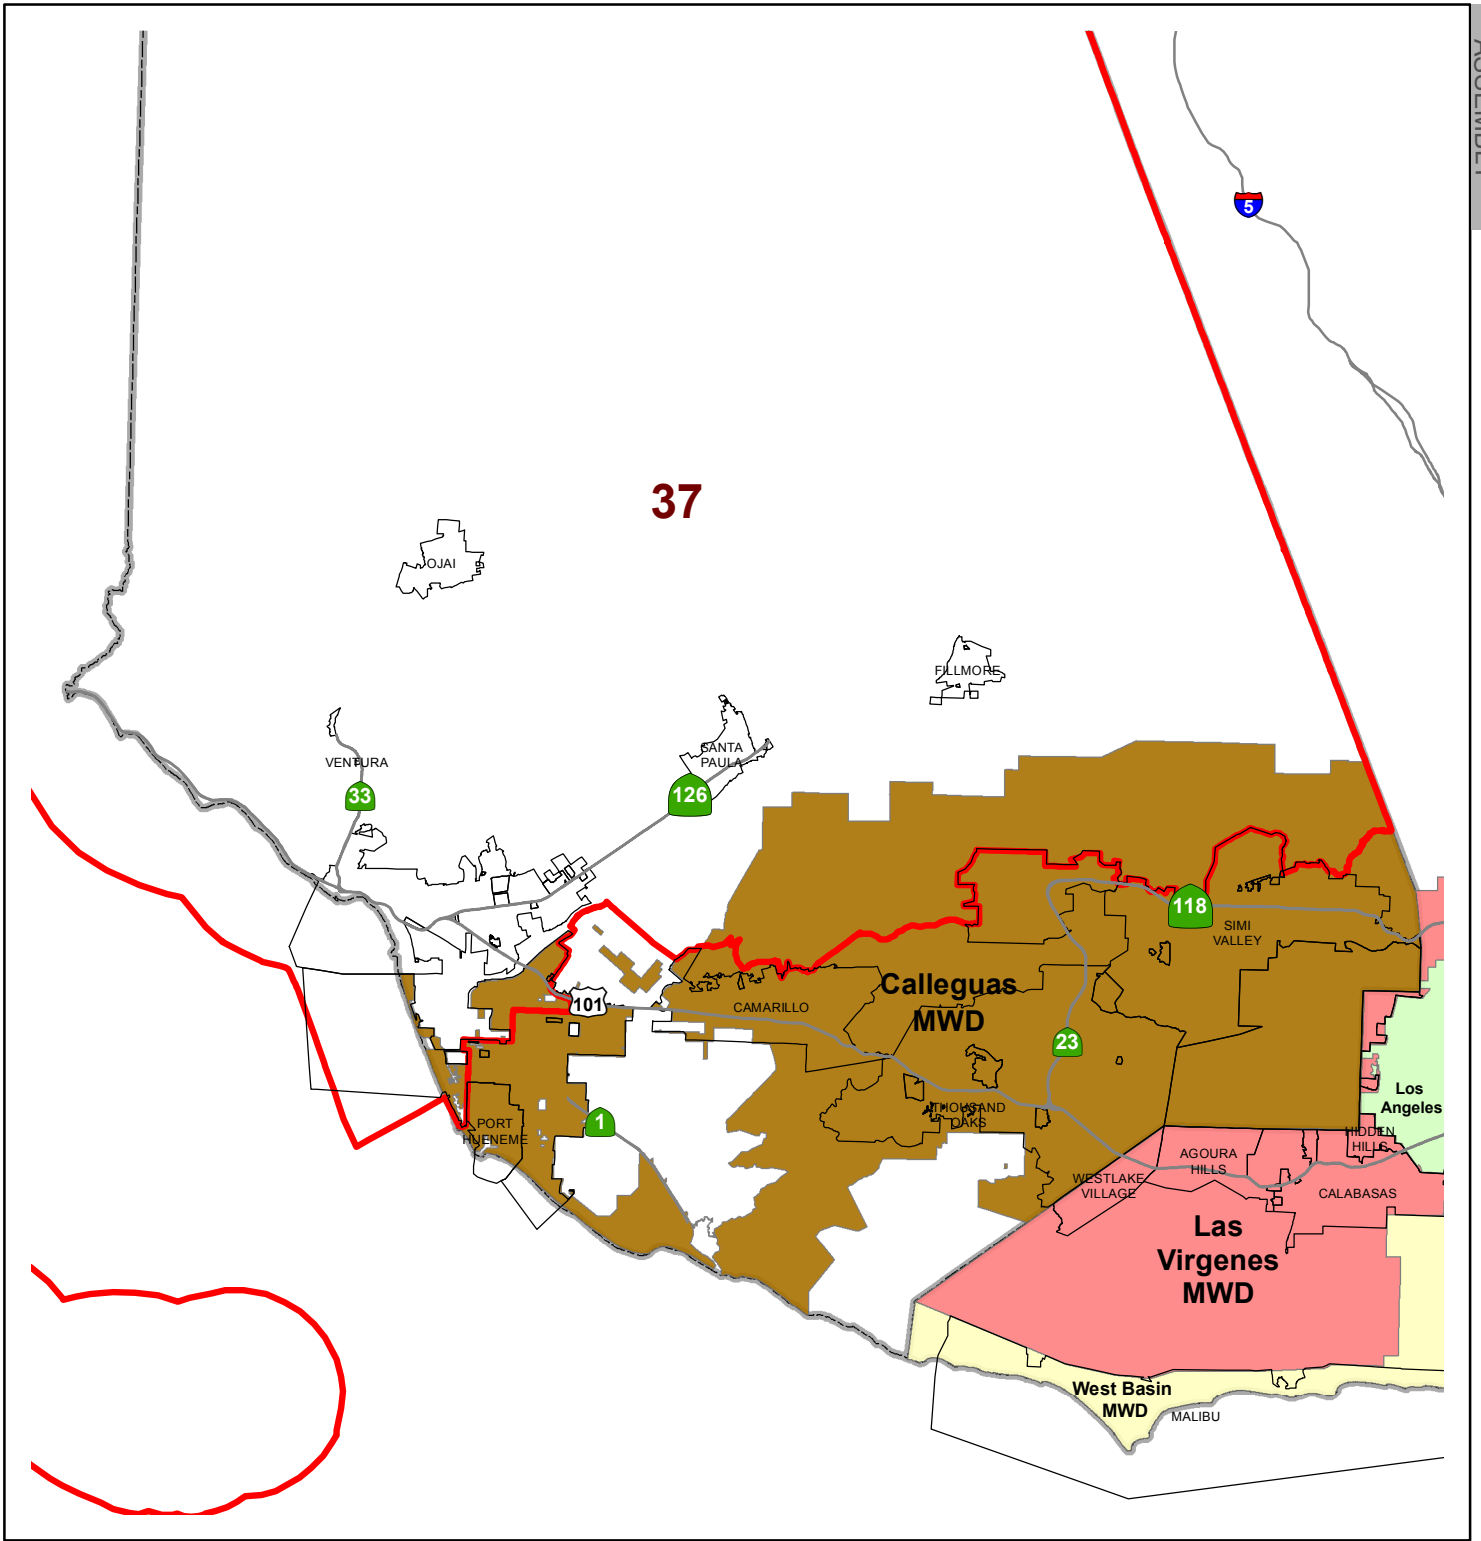 ASSEMBLY
5
37
OJAI
FILLMORE
SANTA
PAULA
VENTURA
33
126
118
SIMI
VALLEY
Calleguas
MWD
101
CAMARILLO
23
Los
Angeles
THOUSAND
OAKS
PORT
HUENEME
1
HIDDEN
HILLS
AGOURA
HILLS
WESTLAKE
VILLAGE
CALABASAS
Las
Virgenes
MWD
West Basin
MWD
MALIBU